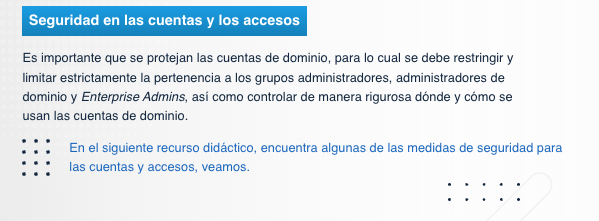 Seguridad en las cuentas y los accesos
Es importante que se protejan las cuentas de dominio, para lo cual se debe restringir y
limitar estrictamente la pertenencia a los grupos administradores, administradores de
dominio y Enterprise Admins, así como controlar de manera rigurosa dónde y cómo se
usan las cuentas de dominio.
En el siguiente recurso didáctico, encuentra algunas de las medidas de seguridad para
las cuentas y accesos, veamos.